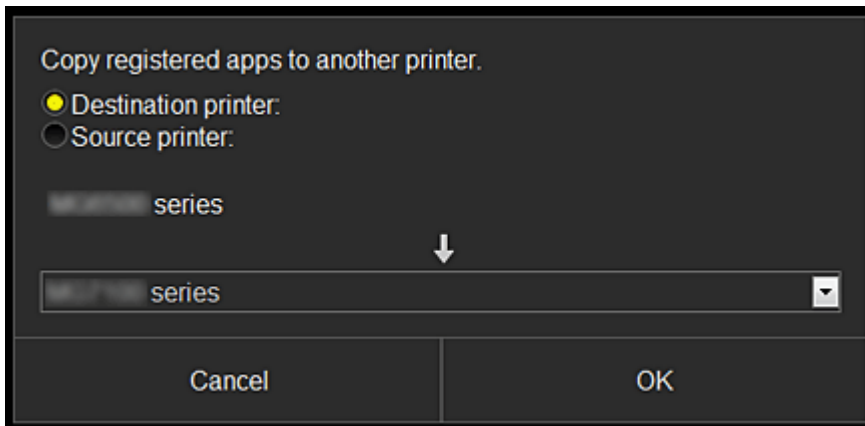 Copy registered apps to another printer.
Destination printer:
Source printer:
series
series
Cancel
OK